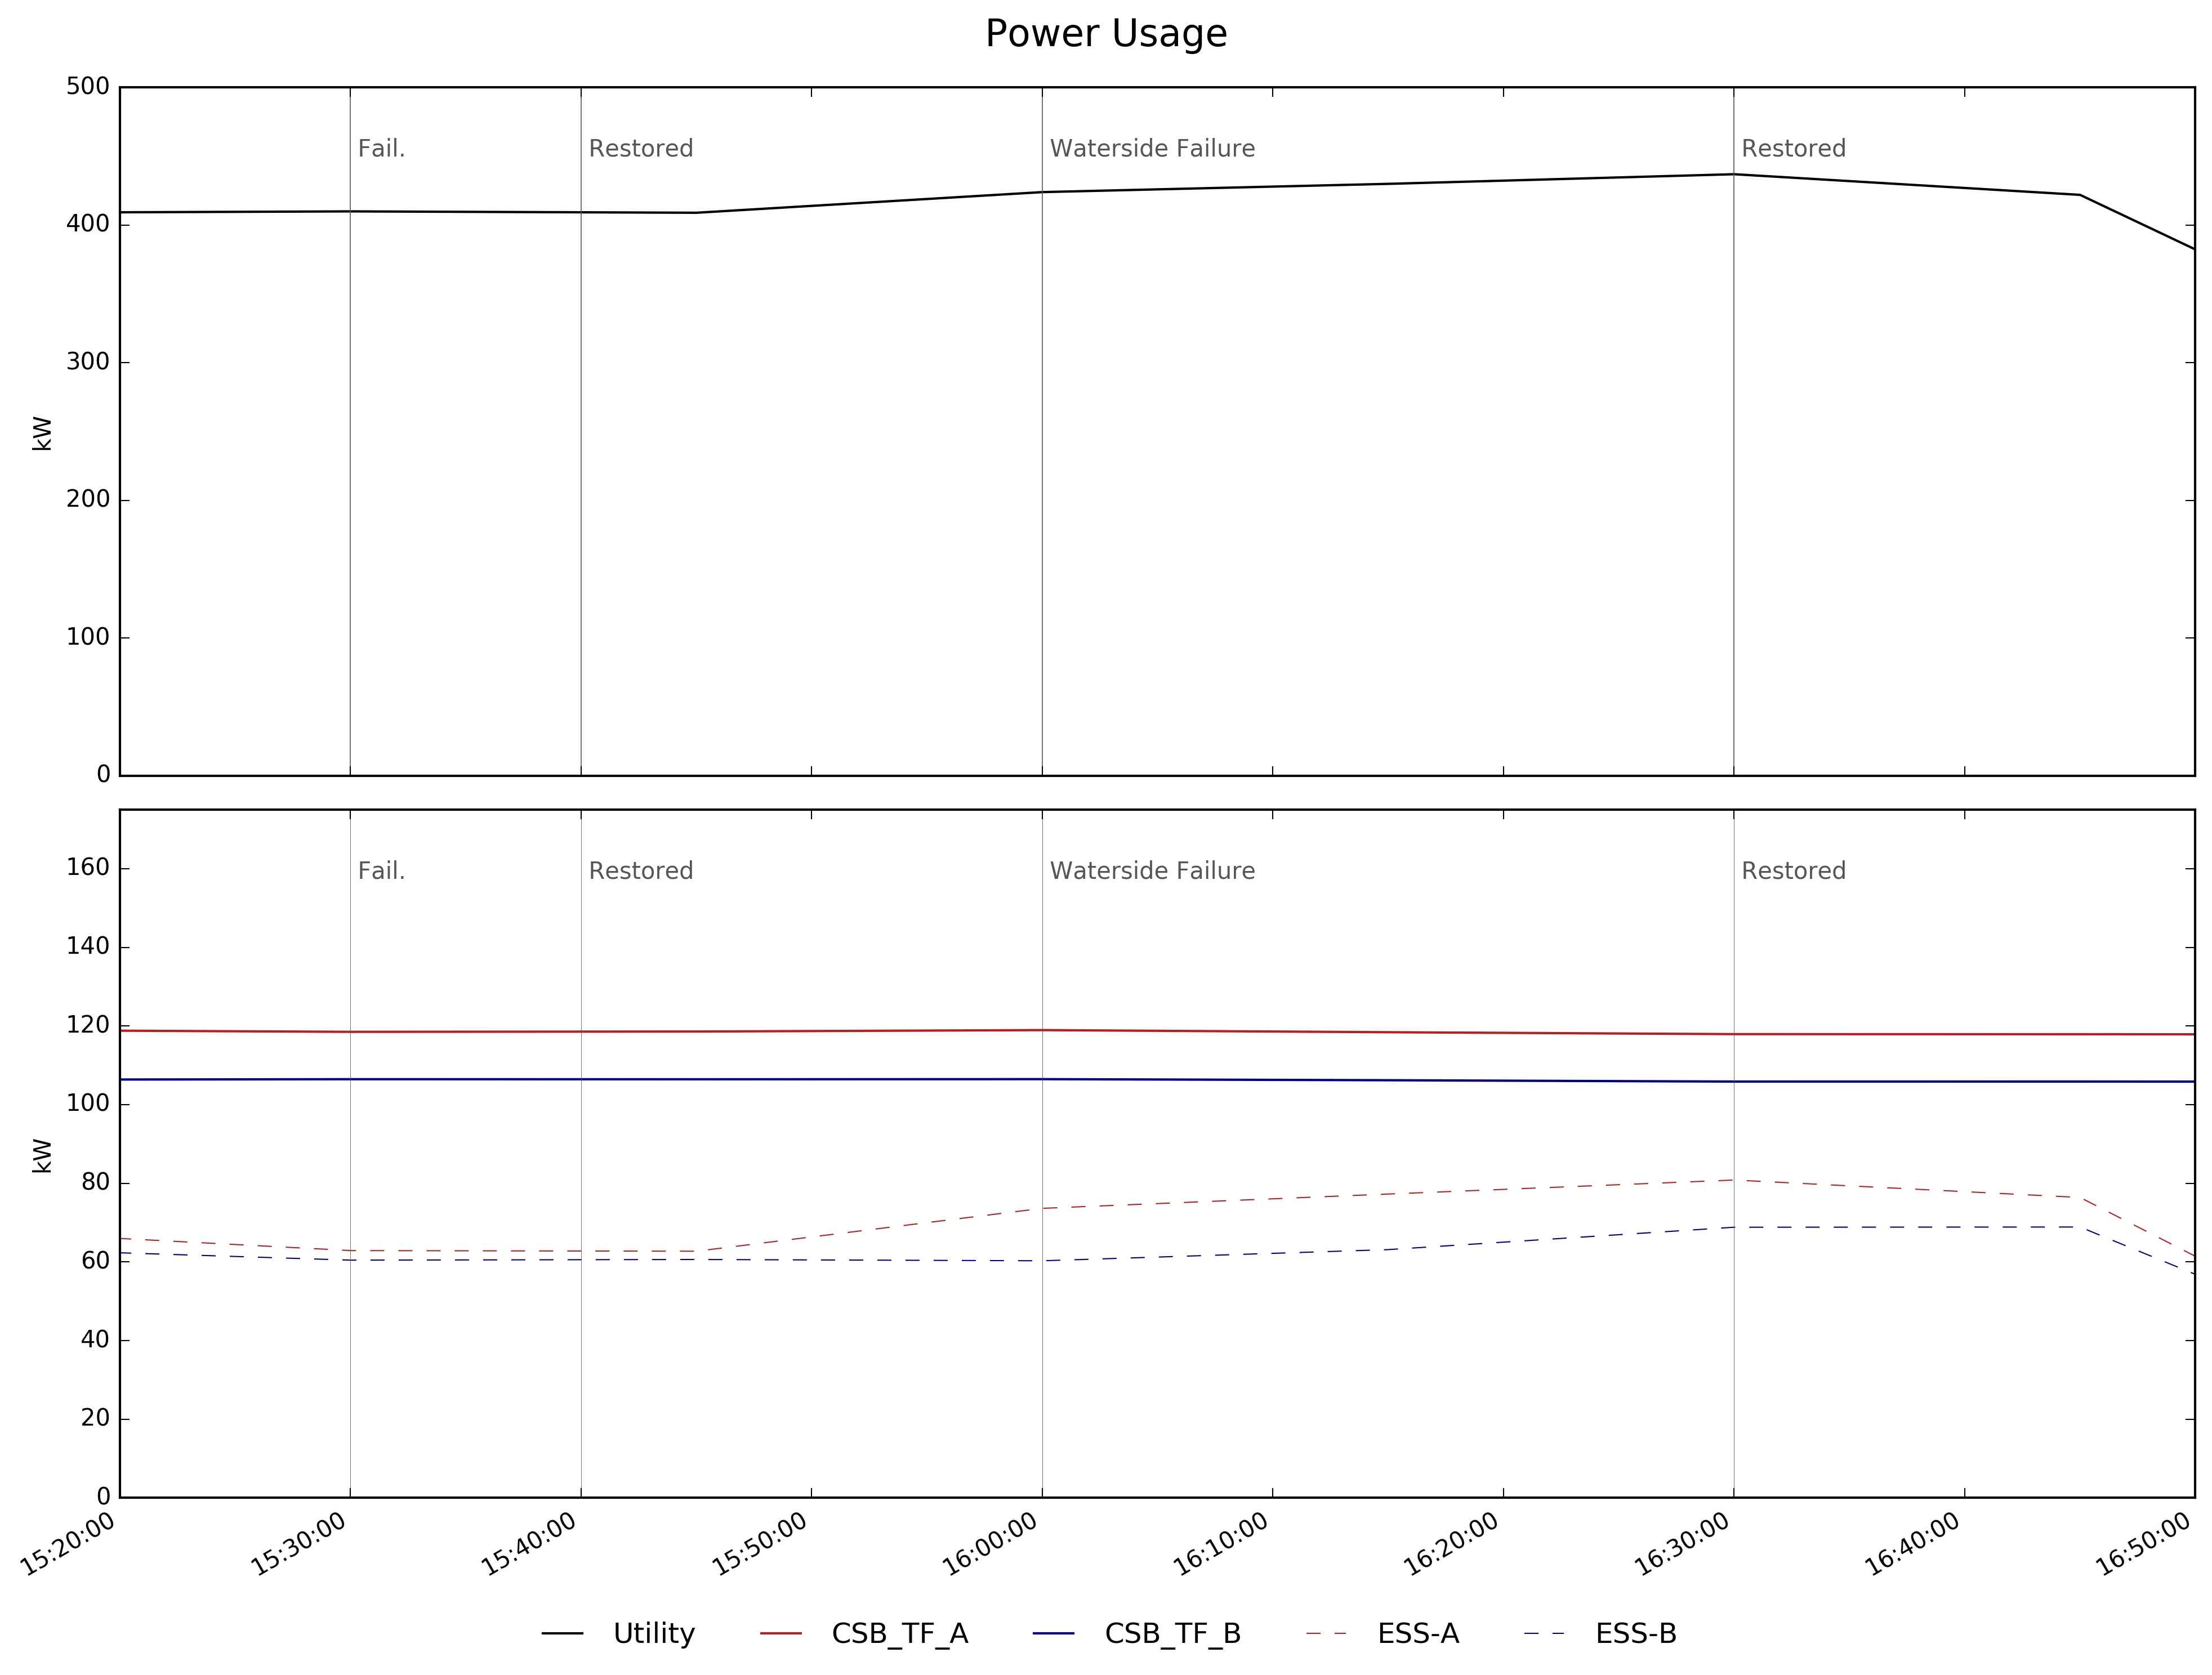 Power Usage
500
400
300
200
100
0
kW
Fail.
Restored
Waterside Failure
Restored
160
140
120
100
80
60
40
20
0
kW
Fail.
Restored
Waterside Failure
Restored
15:20:00
15:30:00
15:40:00
15:50:00
16:00:00
16:10:00
16:20:00
16:30:00
16:40:00
16:50:00
Utility CSB_TF_A CSB_TF_B ESS-A ESS-B